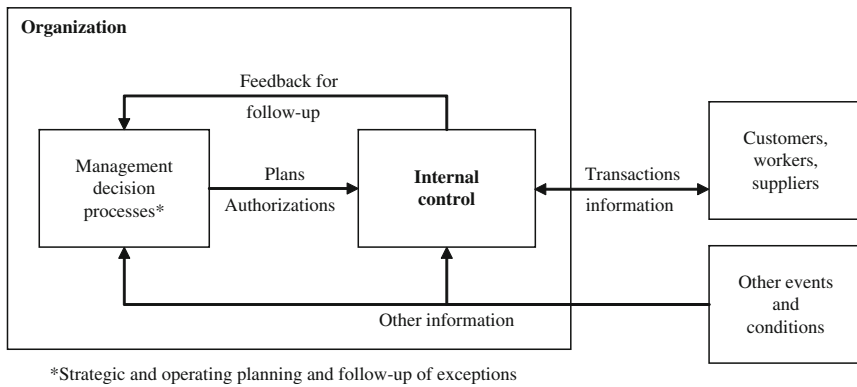 Organization
Feedback for
follow-up
Management
decision
processes*
Plans
Authorizations
Internal
control
Transactions
information
Customers,
workers,
suppliers
Other information
Other events
and
conditions
*Strategic and operating planning and follow-up of exceptions